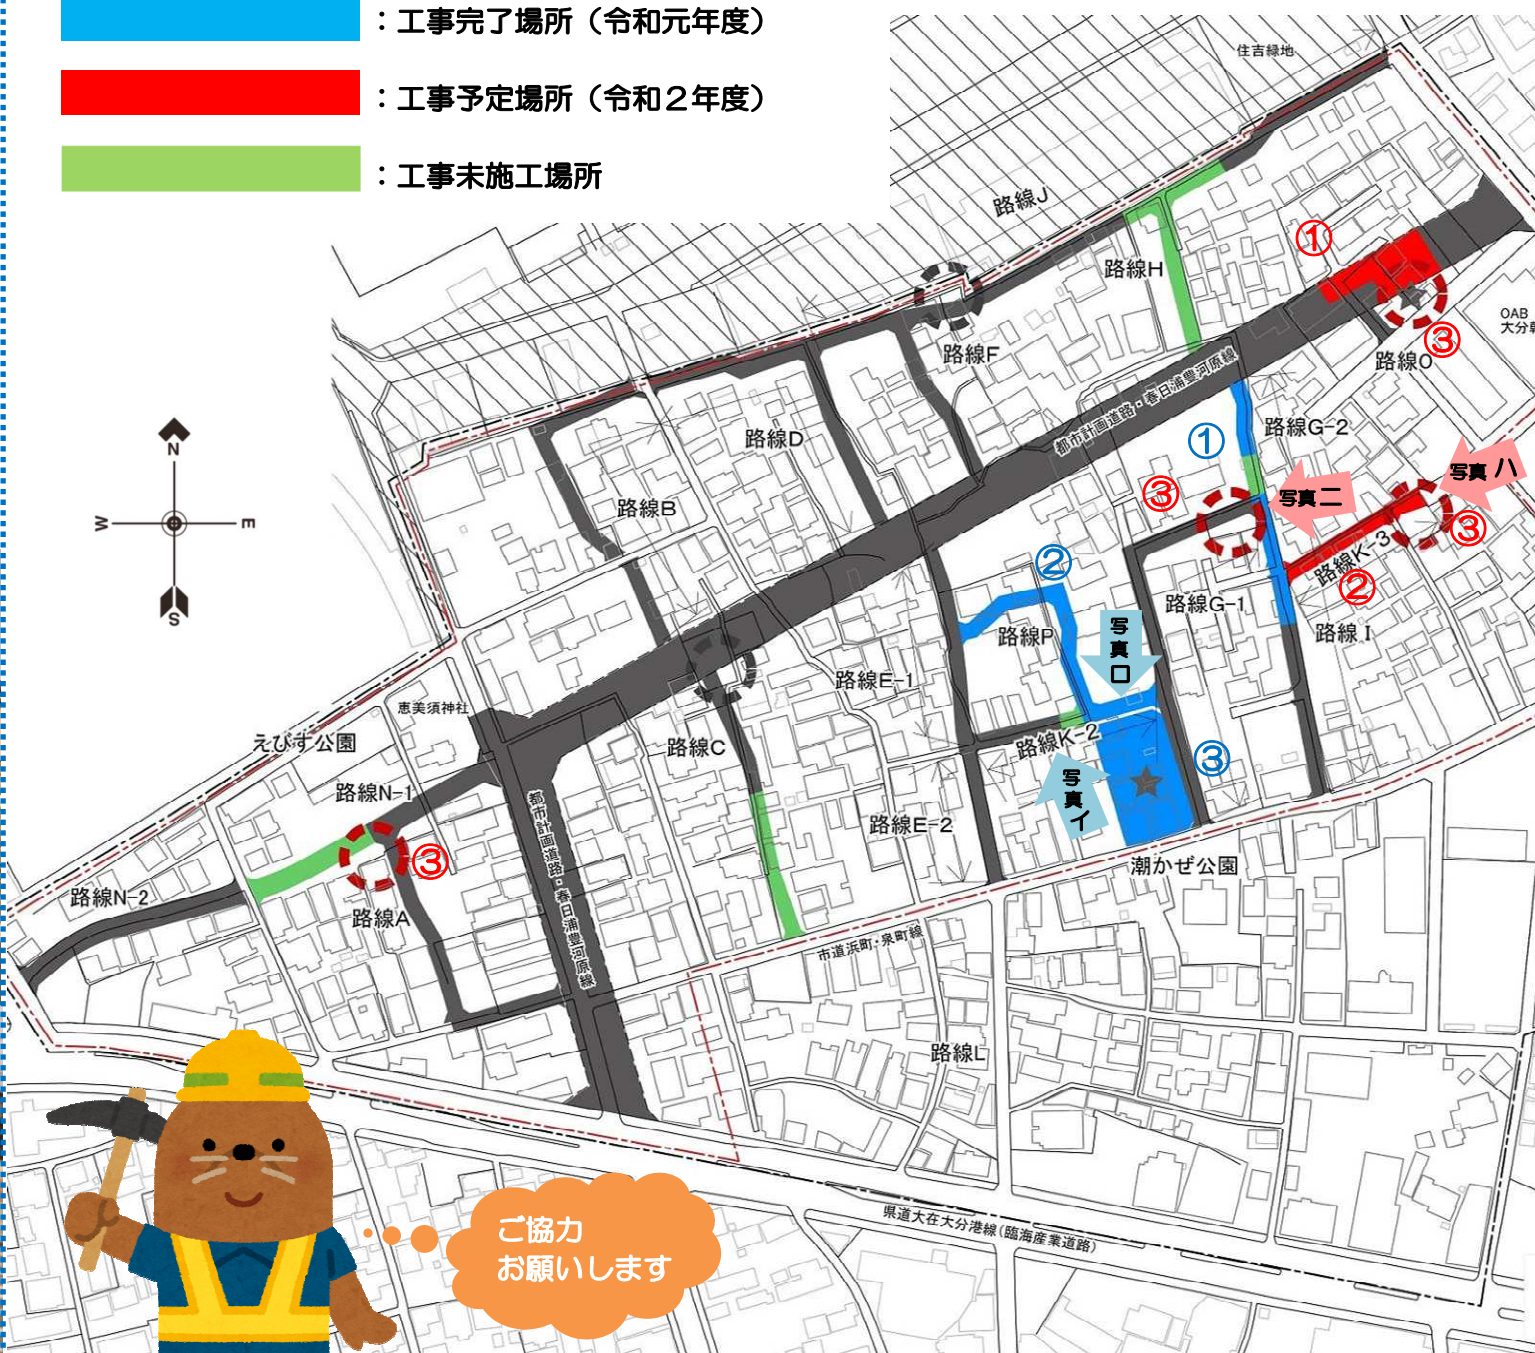 ：工事完了場所（令和元年度）
：工事予定場所（令和２年度）
：工事未施工場所
住吉緑地
路線J
①
路線H
OAB
③
路線O
路線F
都市計画道路・春日浦豊河原線
N
W
E
S
路線D
①
路線G-2
写真 ハ
③
写真ニ
路線B
③
②
路線K-3
②
路線G-1
路線P
写真ロ
路線I
路線E-1
恵美須神社
えびす公園
路線C
路線K-2
③
写真イ
路線N-1
都市計画道路・春日浦豊河原線
路線E-2
③
潮かぜ公園
路線N-2
路線A
市道浜町・泉町線
路線L
県道大在大分港線（臨海産業道路）
ご協力
お願いします